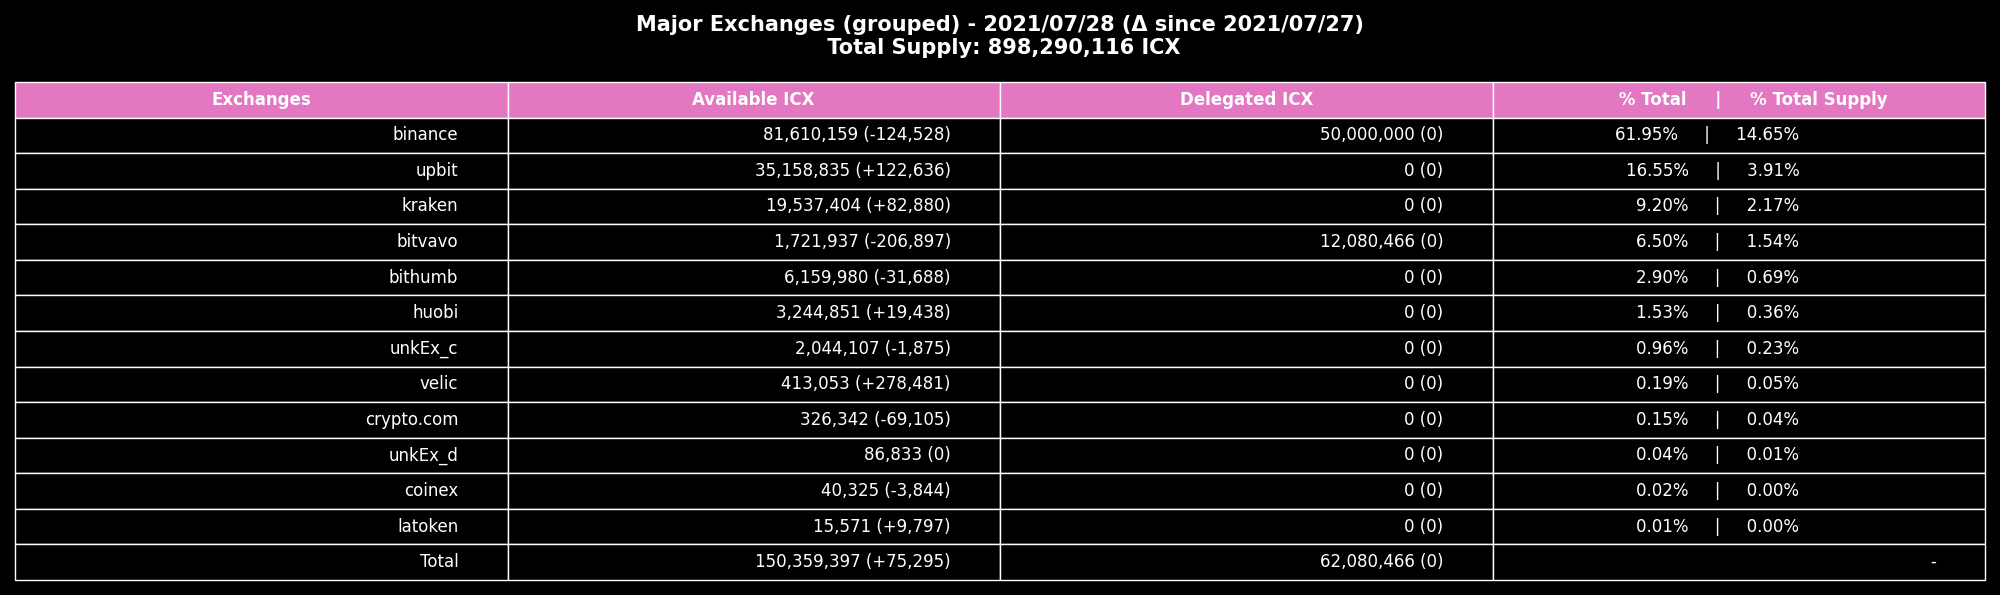 Major Exchanges (grouped) - 2021/07/28 (Δ since 2021/07/27)
Total Supply: 898,290,116 ICX
Exchanges Available ICX Delegated ICX % Total | % Total Supply
binance 81,610,159 (-124,528) 50,000,000 (0) 61.95% | 14.65%
upbit 35,158,835 (+122,636) 0 (0) 16.55% | 3.91%
kraken 19,537,404 (+82,880) 0 (0) 9.20% | 2.17%
bitvavo 1,721,937 (-206,897) 12,080,466 (0) 6.50% | 1.54%
bithumb 6,159,980 (-31,688) 0 (0) 2.90% | 0.69%
huobi 3,244,851 (+19,438) 0 (0) 1.53% | 0.36%
unkEx_c 2,044,107 (-1,875) 0 (0) 0.96% | 0.23%
velic 413,053 (+278,481) 0 (0) 0.19% | 0.05%
crypto.com 326,342 (-69,105) 0 (0) 0.15% | 0.04%
unkEx_d 86,833 (0) 0 (0) 0.04% | 0.01%
coinex 40,325 (-3,844) 0 (0) 0.02% | 0.00%
latoken 15,571 (+9,797) 0 (0) 0.01% | 0.00%
Total 150,359,397 (+75,295) 62,080,466 (0) -